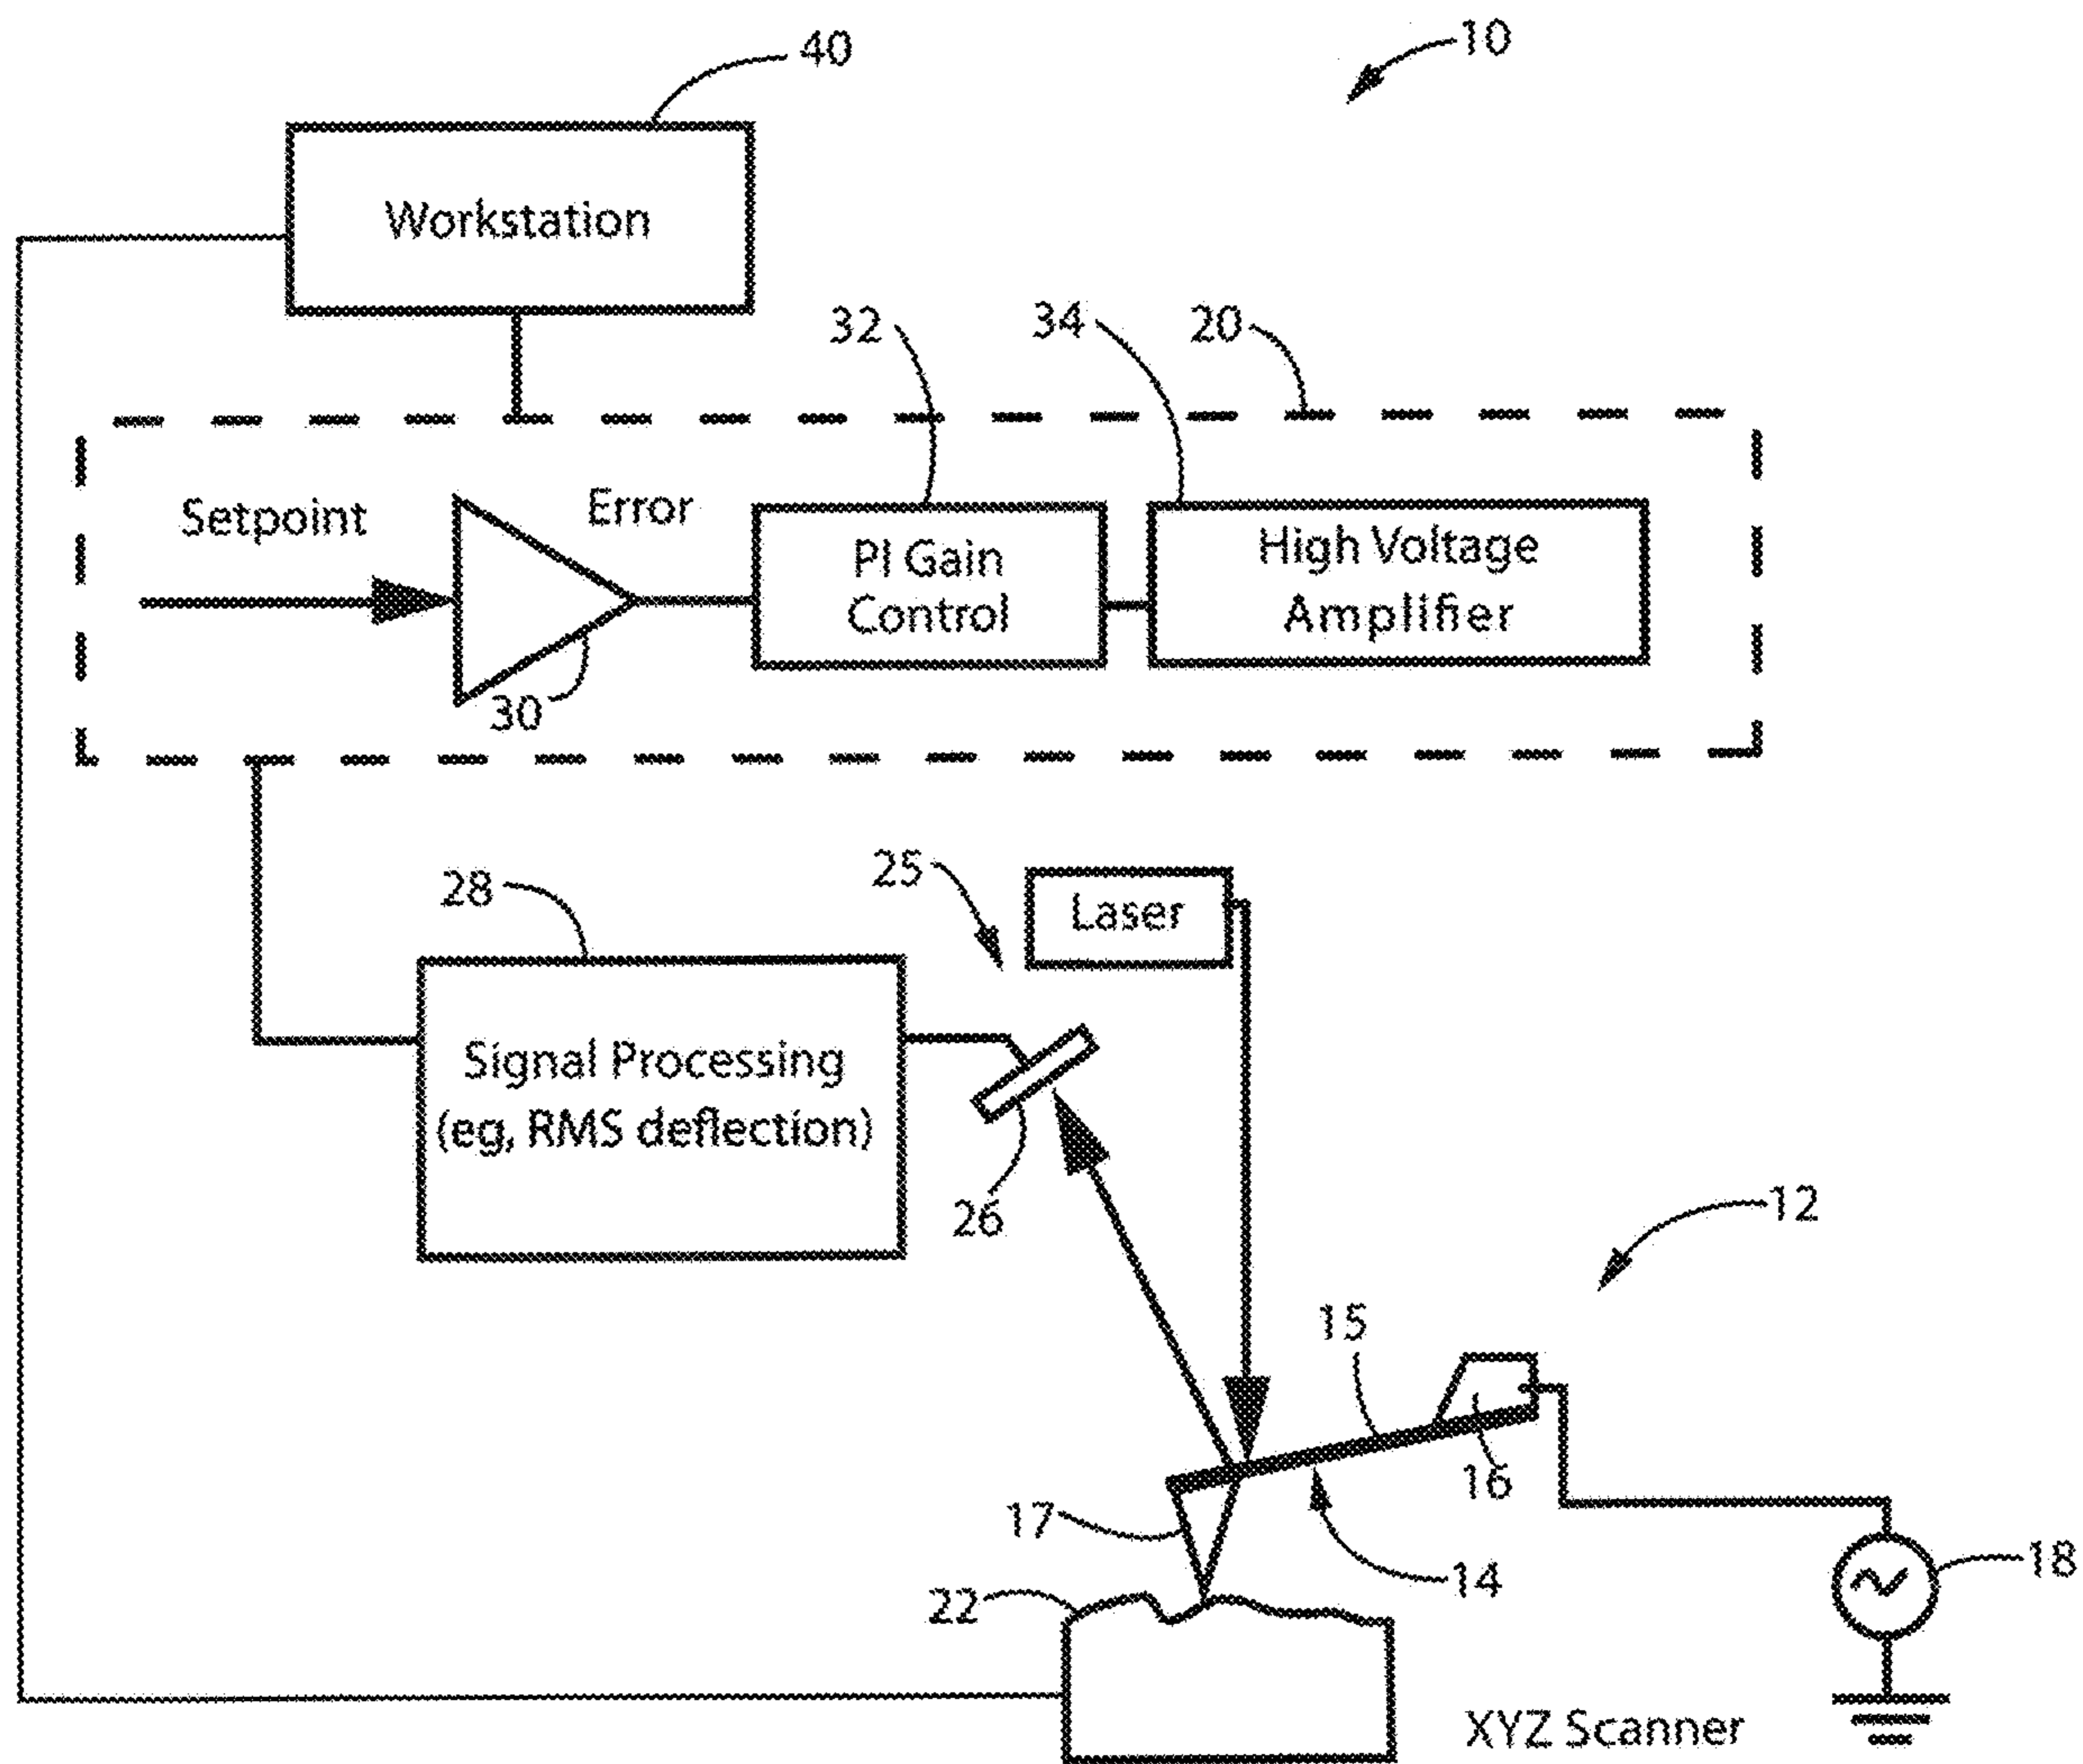 40
10
Workstation
32
34
20
Setpoint
Error
PI Gain
Control
High Voltage
Amplifier
30
28
25
Laser
Signal Processing
(eg, RMS deflection)
26
12
15
16
17
14
18
22
XYZ Scanner